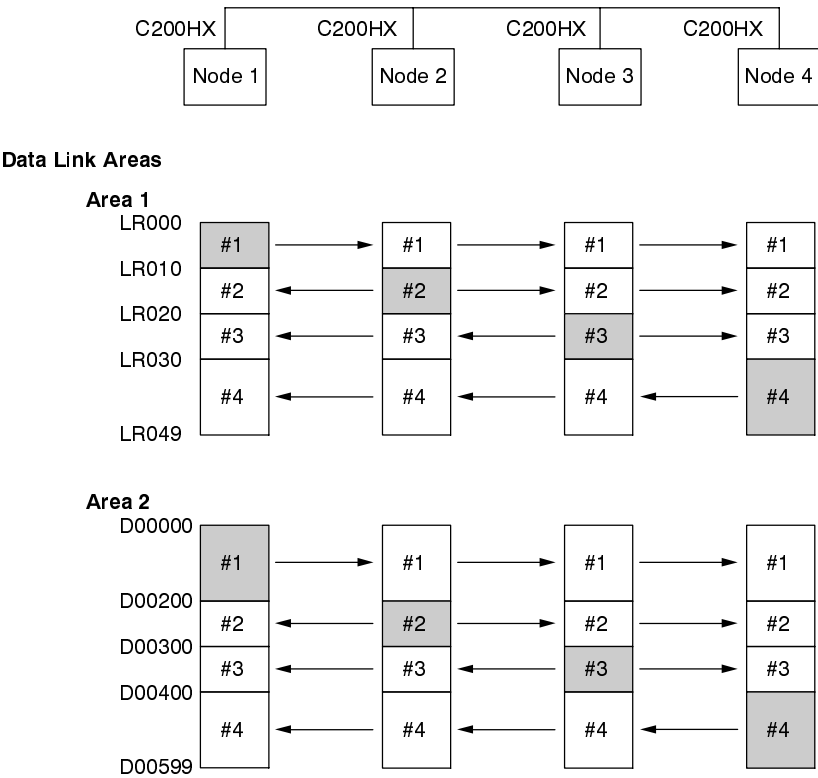 C200HX C200HX C200HX C200HX
Node 1 Node 2 Node 3 Node 4
Data Link Areas
Area 1
LR000
#1 #1 #1 #1
LR010
#2 #2 #2 #2
LR020
#3 #3 #3 #3
LR030
#4 #4 #4 #4
LR049
Area 2
D00000
#1 #1 #1 #1
D00200
#2 #2 #2 #2
D00300
#3 #3 #3 #3
D00400
#4 #4 #4 #4
D00599